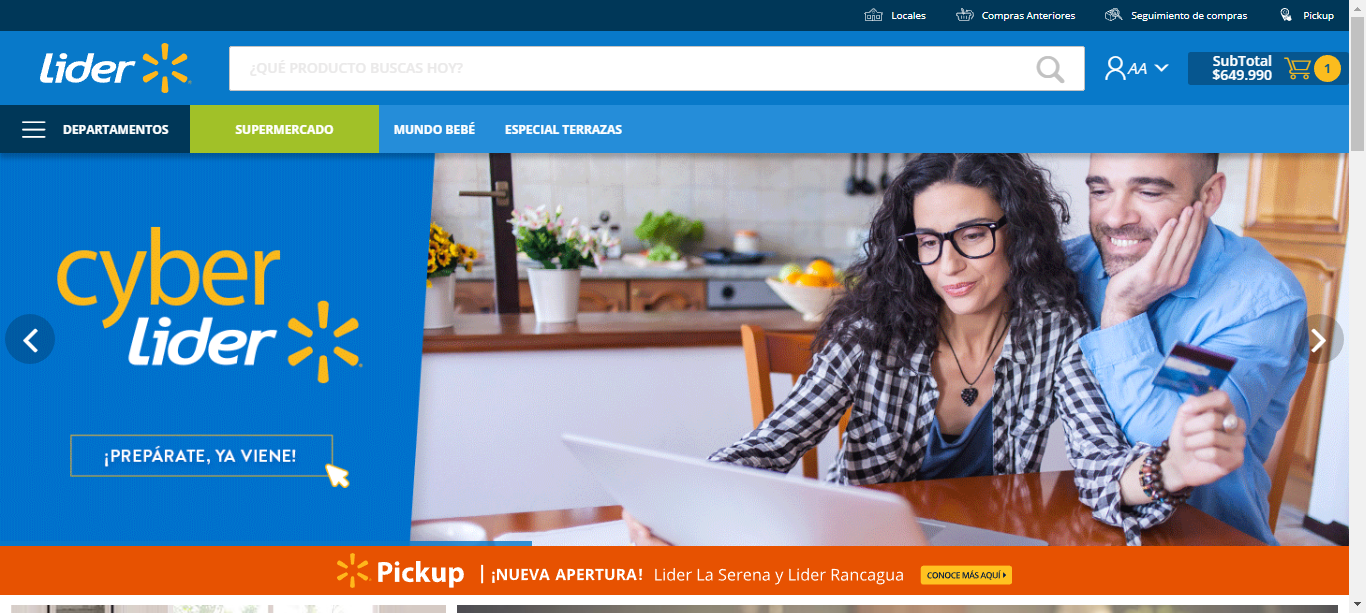 Locales
Compras Anteriores
Seguimiento de compras
Pickup
Lider
¿QUÉ PRODUCTO BUSCAS HOY?
AA
SubTotal
$649.990
1
DEPARTAMENTOS
SUPERMERCADO
MUNDO BEBÉ
ESPECIAL TERRAZAS
cyber
lider
¡PREPÁRATE, YA VIENE!
Pickup | ¡NUEVA APERTURA! Lider La Serena y Lider Rancagua
CONOCE MÁS AQUÍ